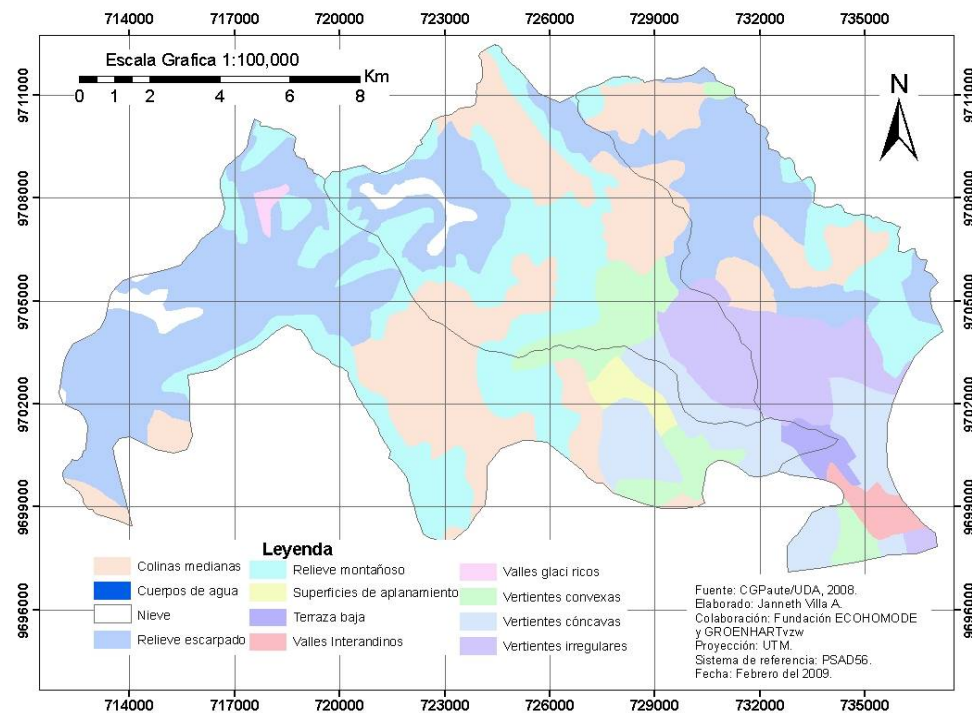 714000 717000 720000 723000 726000 729000 732000 735000
Escala Grafica 1:100,000
Km
0 1 2 4 6 8
N
9711000 9711000
9708000 9708000
9705000 9705000
9702000 9702000
9699000 9699000
9696000 9696000
Leyenda
Colinas medianas
Cuerpos de agua
Nieve
Relieve escarpado
Relieve montañoso
Superficies de aplanamiento
Terraza baja
Valles Interandinos
Valles glaci ricos
Vertientes convexas
Vertientes cóncavas
Vertientes irregulares
Fuente: CGPaute/UDA, 2008.
Elaborado: Janneth Villa A.
Colaboración: Fundación ECOHOMODE
y GROENHARTvzw
Proyección: UTM.
Sistema de referencia: PSAD56.
Fecha: Febrero del 2009.
714000 717000 720000 723000 726000 729000 732000 735000